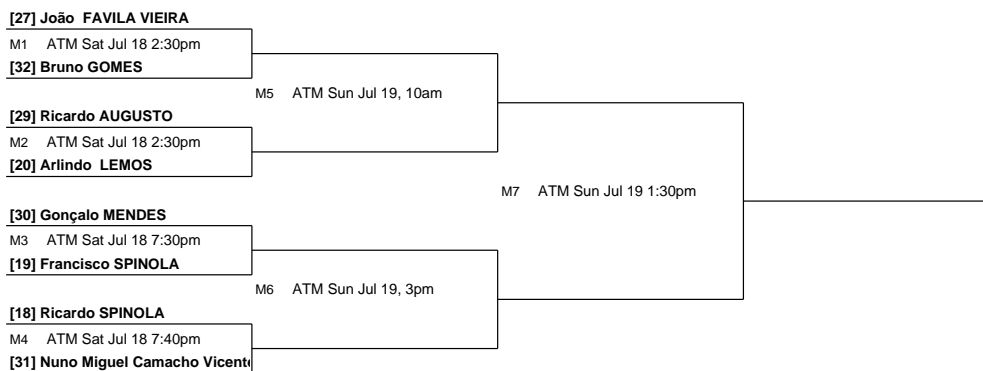 [27] João  FAVILA VIEIRA
M1 ATM Sat Jul 18 2:30pm
[32] Bruno GOMES
M5 ATM Sun Jul 19, 10am
[29] Ricardo AUGUSTO
M2 ATM Sat Jul 18 2:30pm
[20] Arlindo  LEMOS
M7 ATM Sun Jul 19 1:30pm
[30] Gonçalo MENDES
M3 ATM Sat Jul 18 7:30pm
[19] Francisco SPINOLA
M6 ATM Sun Jul 19, 3pm
[18] Ricardo SPINOLA
M4 ATM Sat Jul 18 7:40pm
[31] Nuno Miguel Camacho Vicente